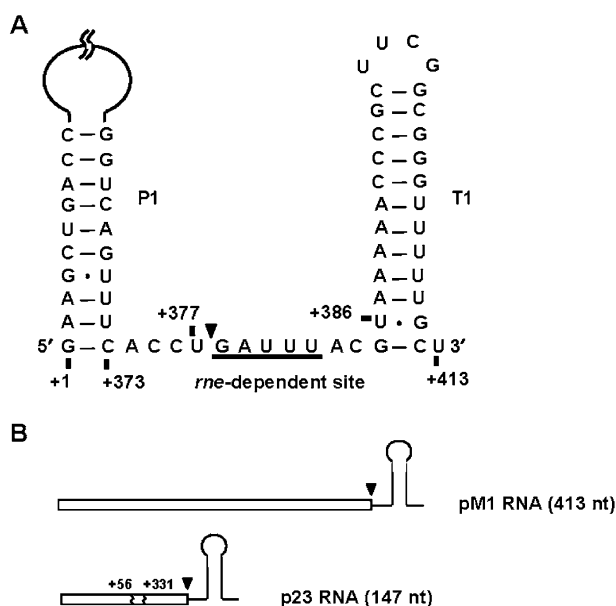 A
U C
U G
C – G
G – C
C – G
C – G
C – G
C – G
C – G
A – U
A – U
P1
T1
G – C
A – U
U – A
A – U
C – G
A – U
G · U
A – U
A – U
+377
+386
A – U
U · G
5′ G – C A C C U G A U U U A C G – C U 3′
+1
+373
rne-dependent site
+413
B
pM1 RNA (413 nt)
+56 +331
p23 RNA (147 nt)